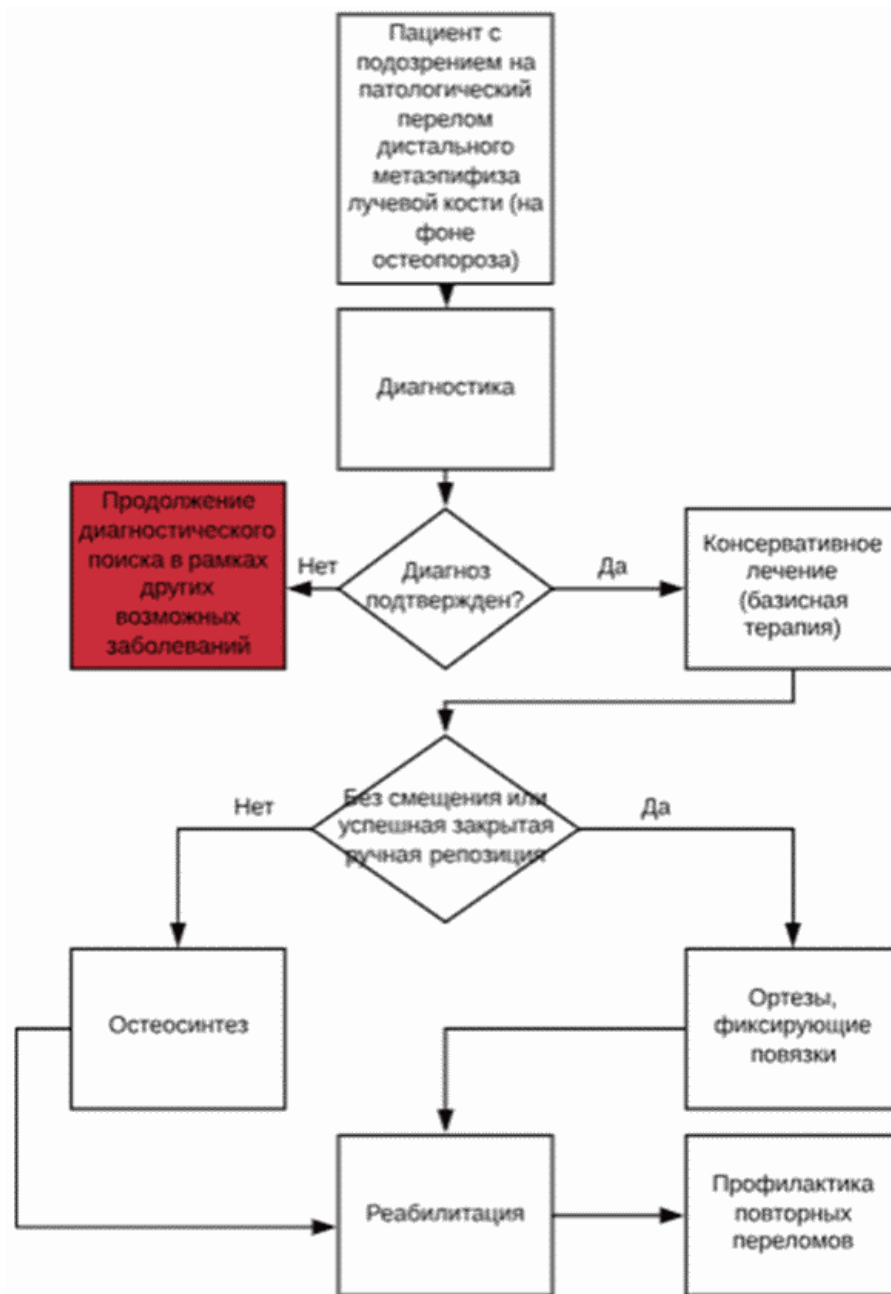 Пациент с
подозрением на
патологический
перелом
дистального
метаэпифиза
лучевой кости (на
фоне
остеопороза)
Диагностика
Продолжение
диагностического
поиска в рамках
других
возможных
заболеваний
Нет
Диагноз
подтвержден?
Да
Консервативное
лечение
(базисная
терапия)
Нет
Без смещения или
успешная закрытая
ручная репозиция
Да
Остеосинтез
Ортезы,
фиксирующие
повязки
Реабилитация
Профилактика
повторных
переломов